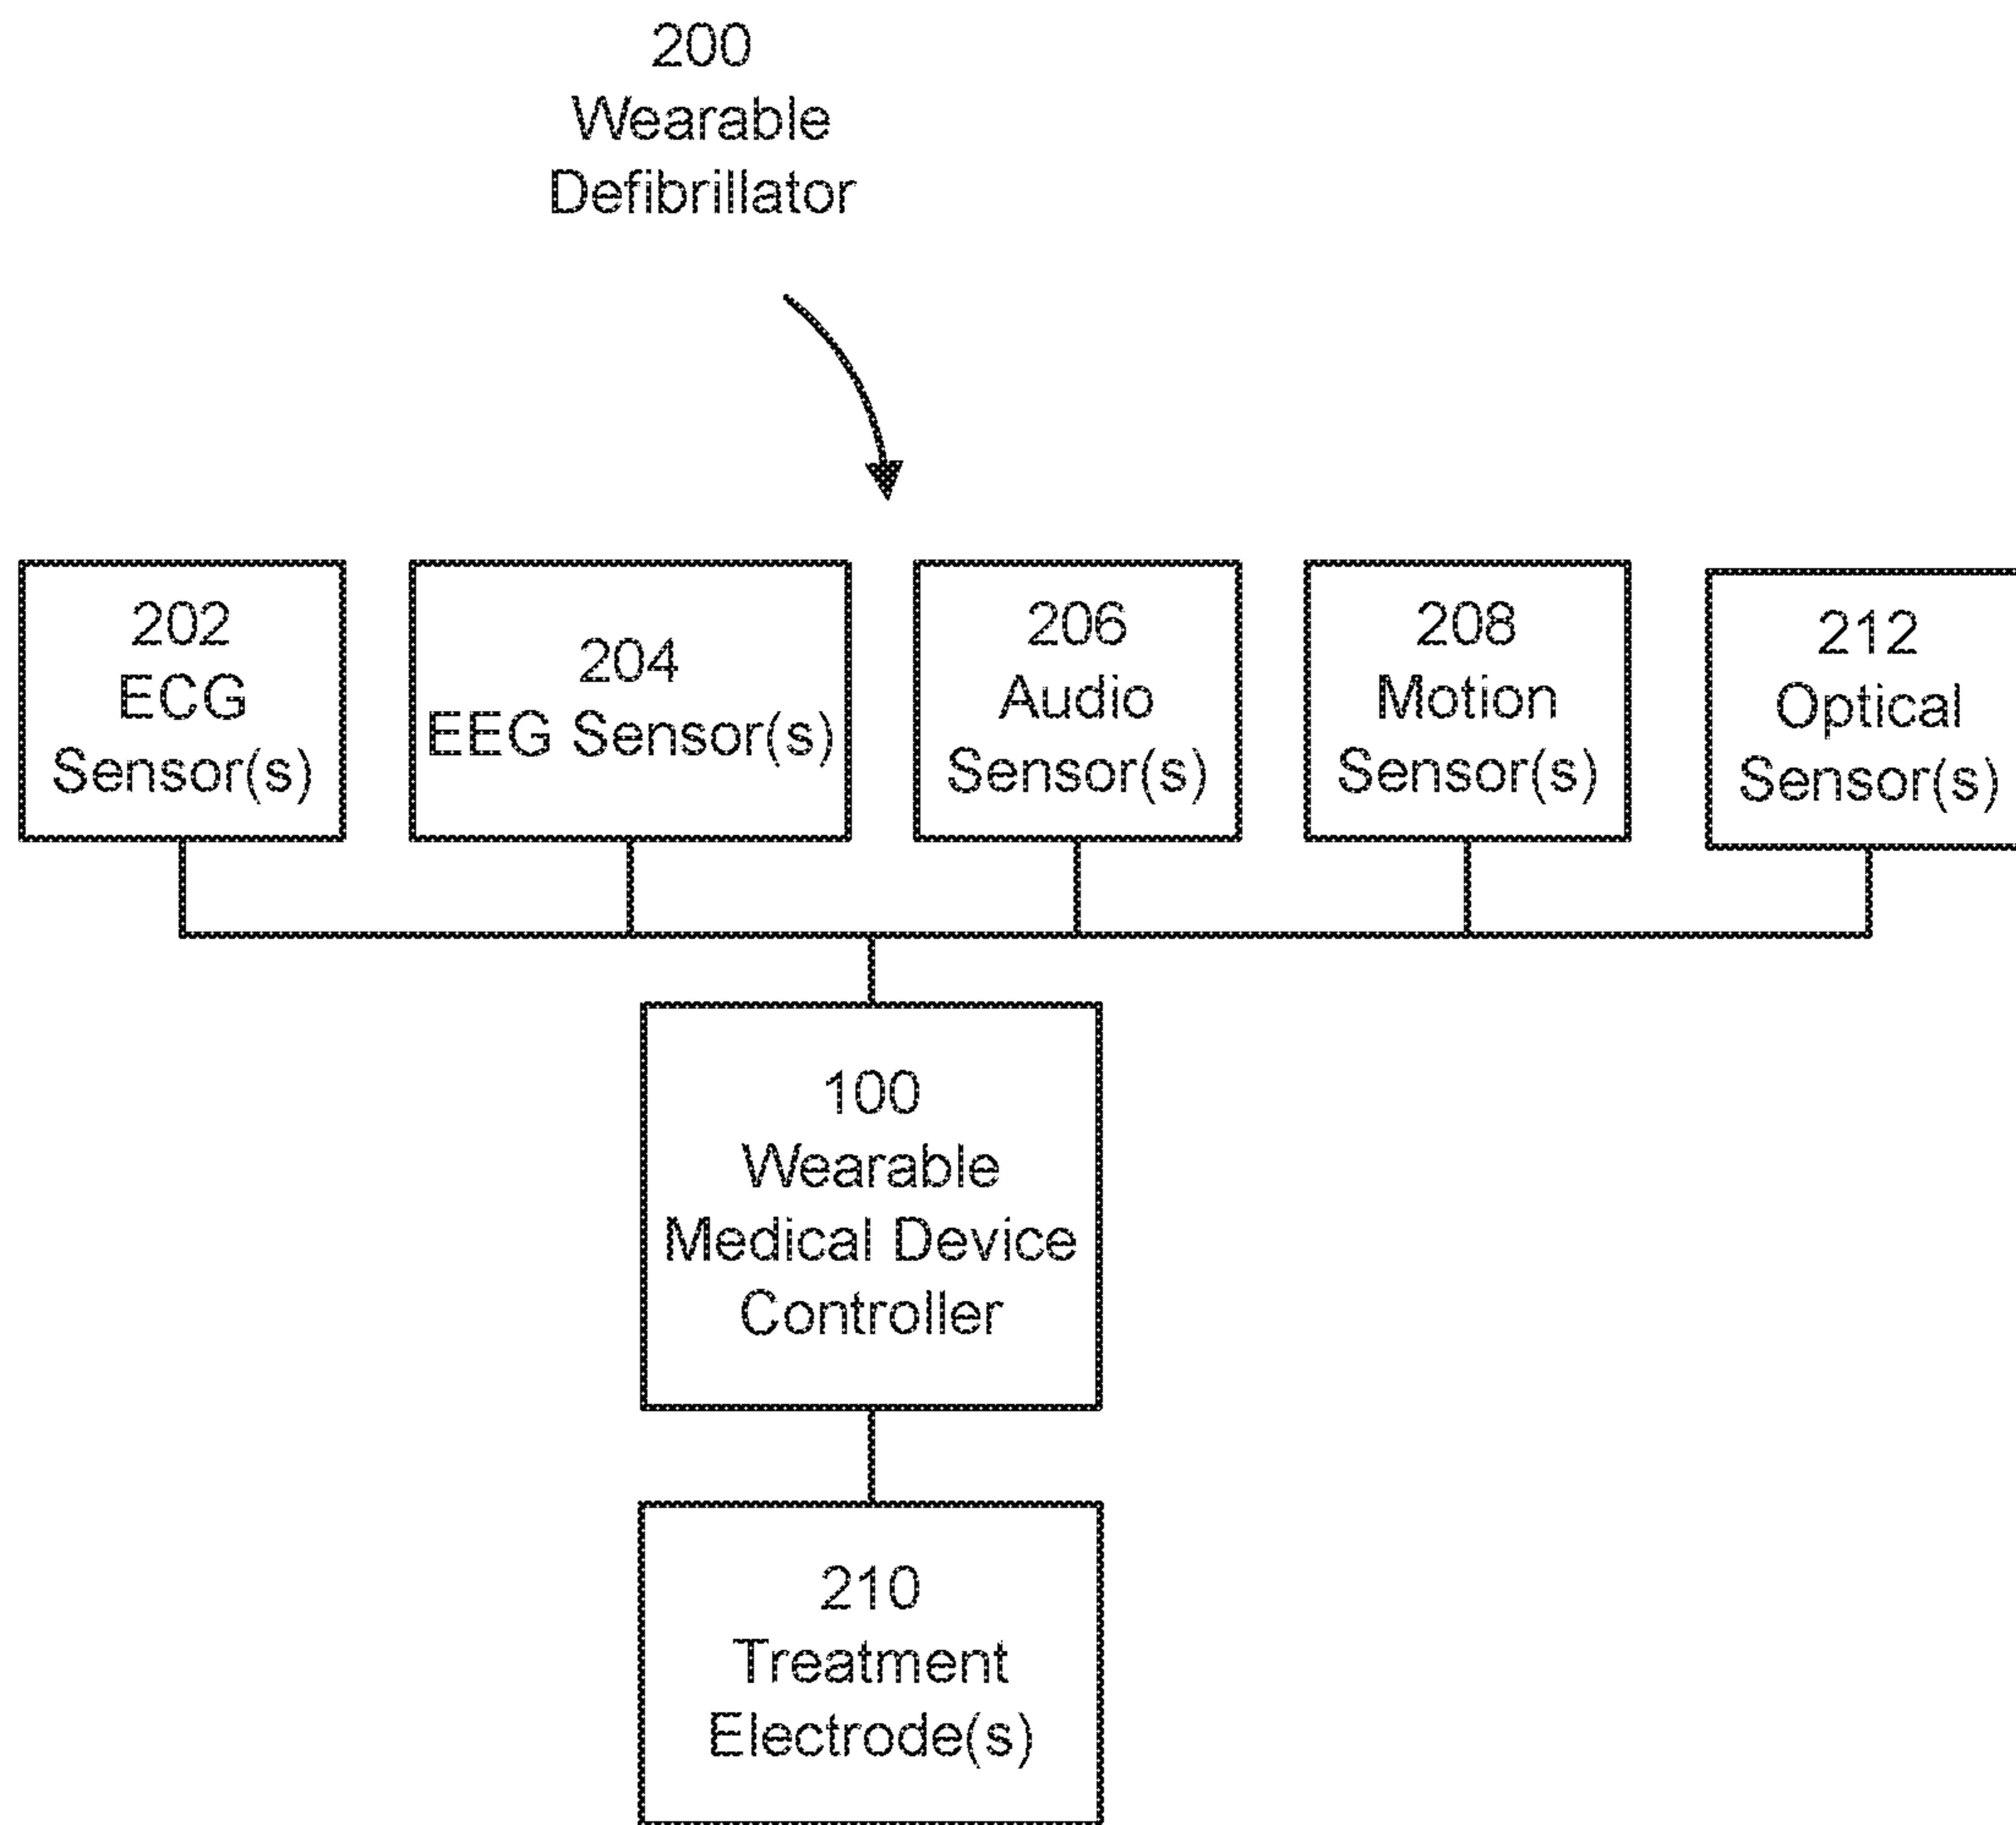 200
Wearable
Defibrillator
202
ECG
Sensor(s)
204
EEG Sensor(s)
206
Audio
Sensor(s)
208
Motion
Sensor(s)
212
Optical
Sensor(s)
100
Wearable
Medical Device
Controller
210
Treatment
Electrode(s)